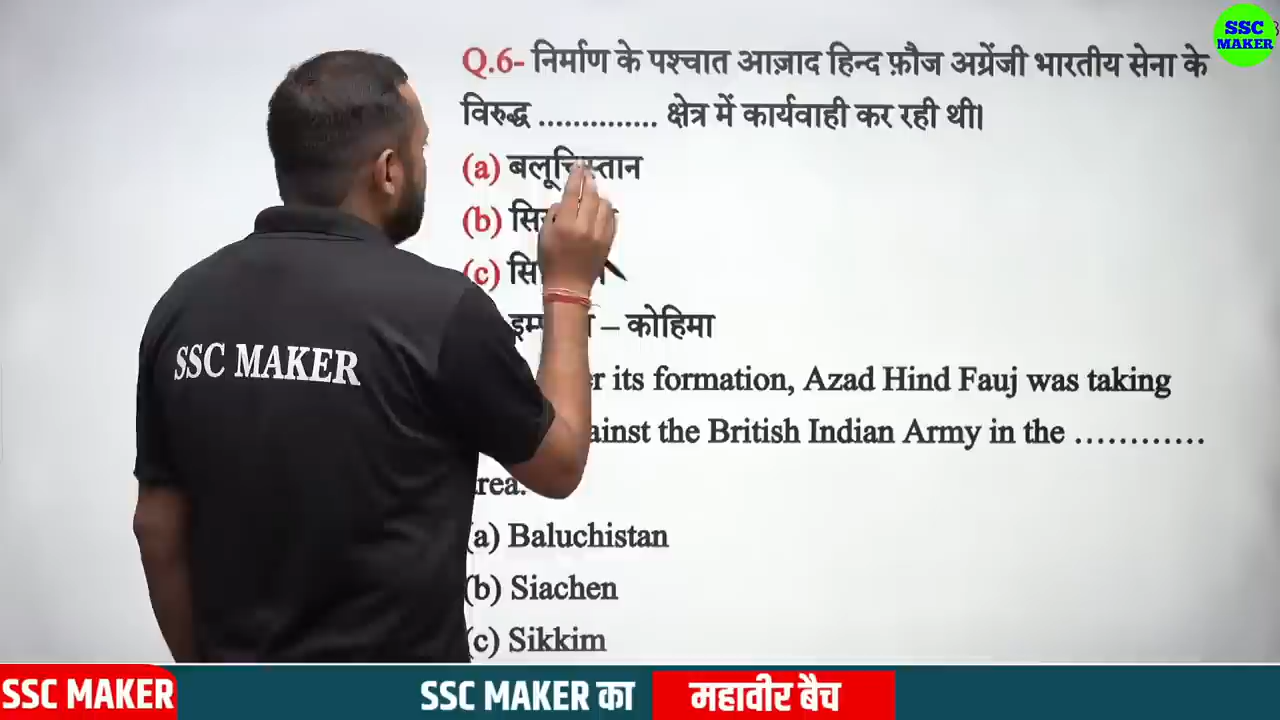 SSC
MAKER
Q.6- निर्माण के पश्चात आज़ाद हिन्द फ़ौज अग्रेंजी भारतीय सेना के
विरुद्ध .............. क्षेत्र में कार्यवाही कर रही थी।
(a) बलूचिस्तान
(b)
(c)
– कोहिमा
its formation, Azad Hind Fauj was taking
the British Indian Army in the ............
(a) Baluchistan
(b) Siachen
(c) Sikkim
SSC MAKER
SSC MAKER
SSC MAKER का
महावीर बैच